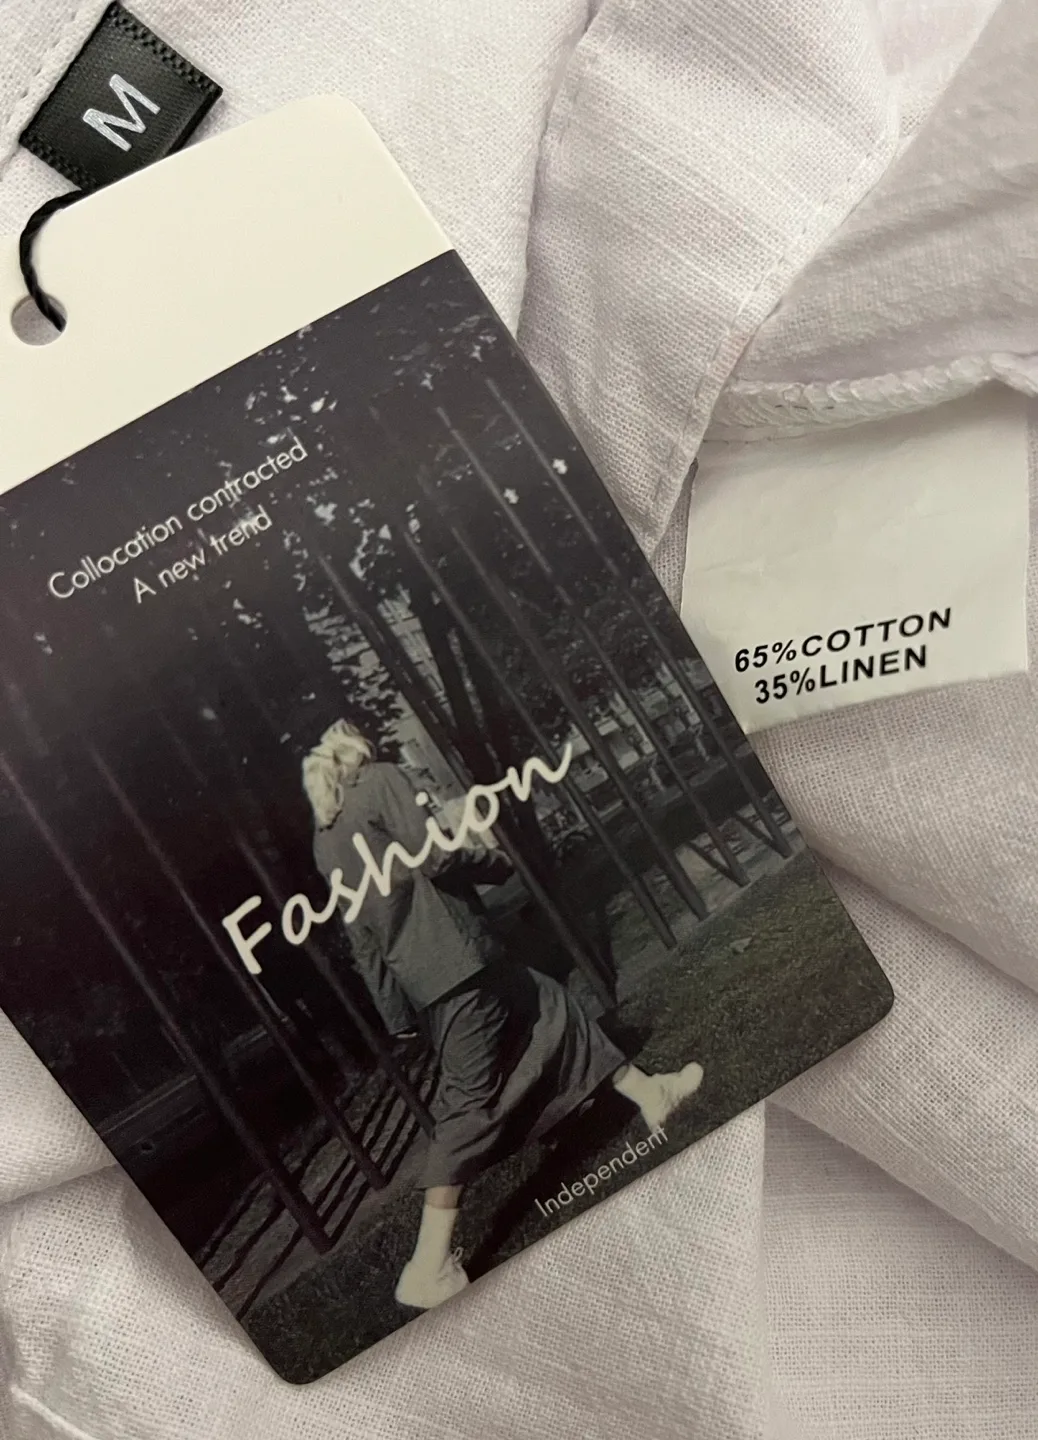 M
Collocation contracted
A new trend
Fashion
Independent
65%COTTON
35%LINEN